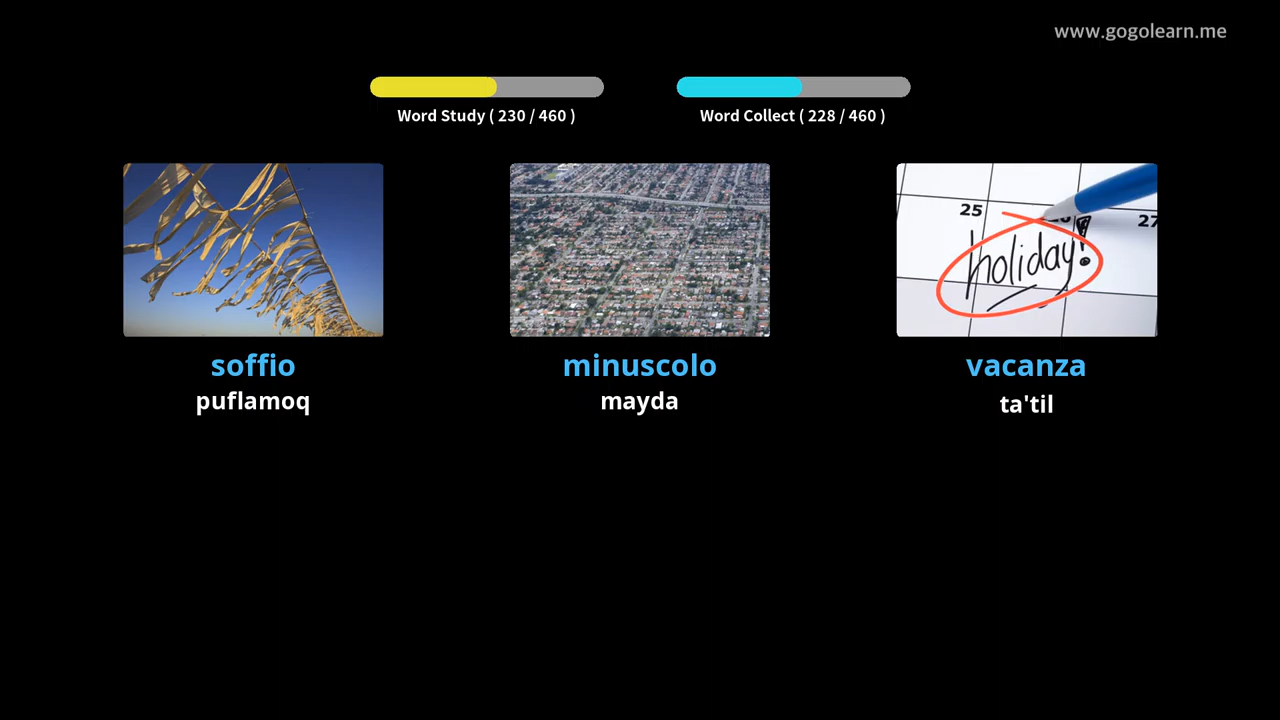 www.gogolearn.me
Word Study ( 230 / 460 )
Word Collect ( 228 / 460 )
25
27
holiday!
soffio
minuscolo
vacanza
puflamoq
mayda
ta'til